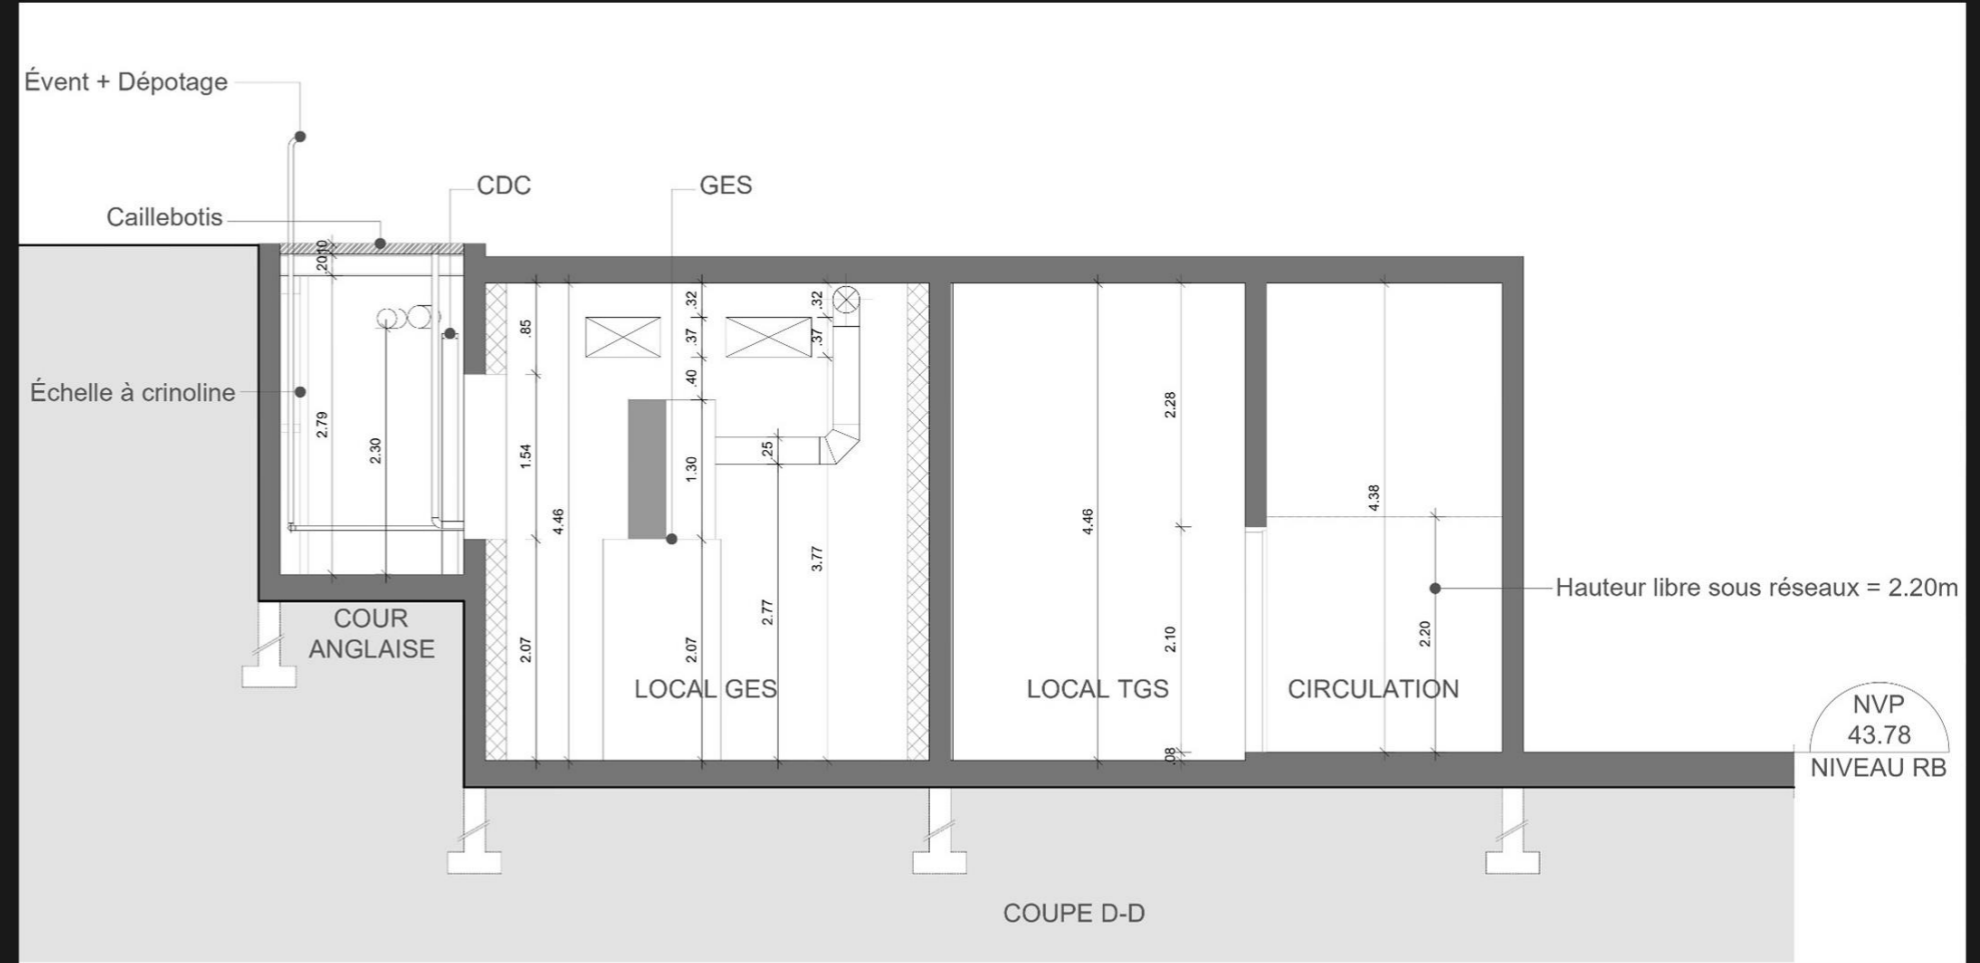 Évent + Dépotage
CDC
GES
Caillebotis
.10
.20
.32
.32
.85
.37
.37
.40
Échelle à crinoline
2.28
2.79
2.30
1.54
.25
1.30
4.46
4.46
4.38
3.77
Hauteur libre sous réseaux = 2.20m
COUR
ANGLAISE
2.77
2.07
2.07
2.10
2.20
LOCAL GES
LOCAL TGS
CIRCULATION
.08
NVP
43.78
NIVEAU RB
COUPE D-D